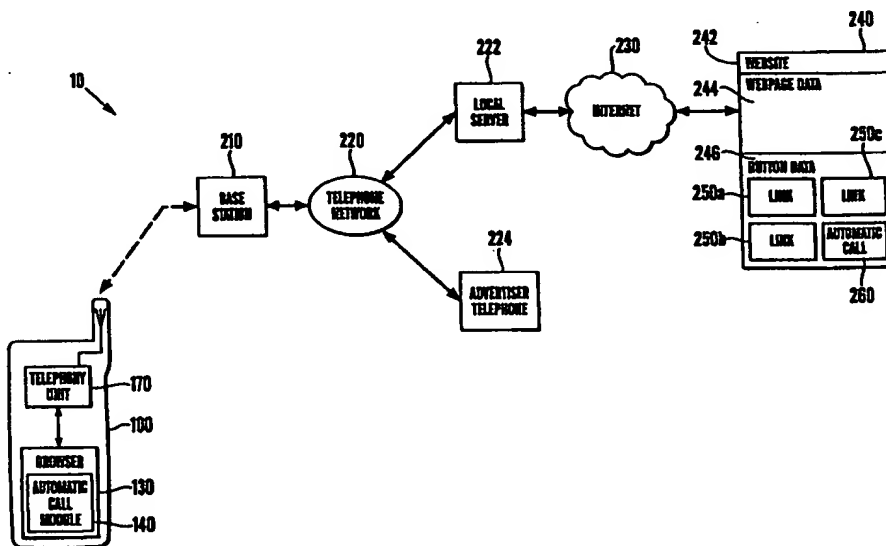 10
210
BASE
STATION
220
TELEPHONE
NETWORK
222
LOCAL
SERVER
230
INTERNET
224
ADVERTISER
TELEPHONE
240
242
WEBSITE
244
WEBPAGE DATA
246
BUTTON DATA
250c
250a
LINK
LINK
250b
LINK
AUTOMATIC
CALL
260
TELEPHONY
UNIT
170
100
BROWSER
130
AUTOMATIC
CALL
MODULE
140